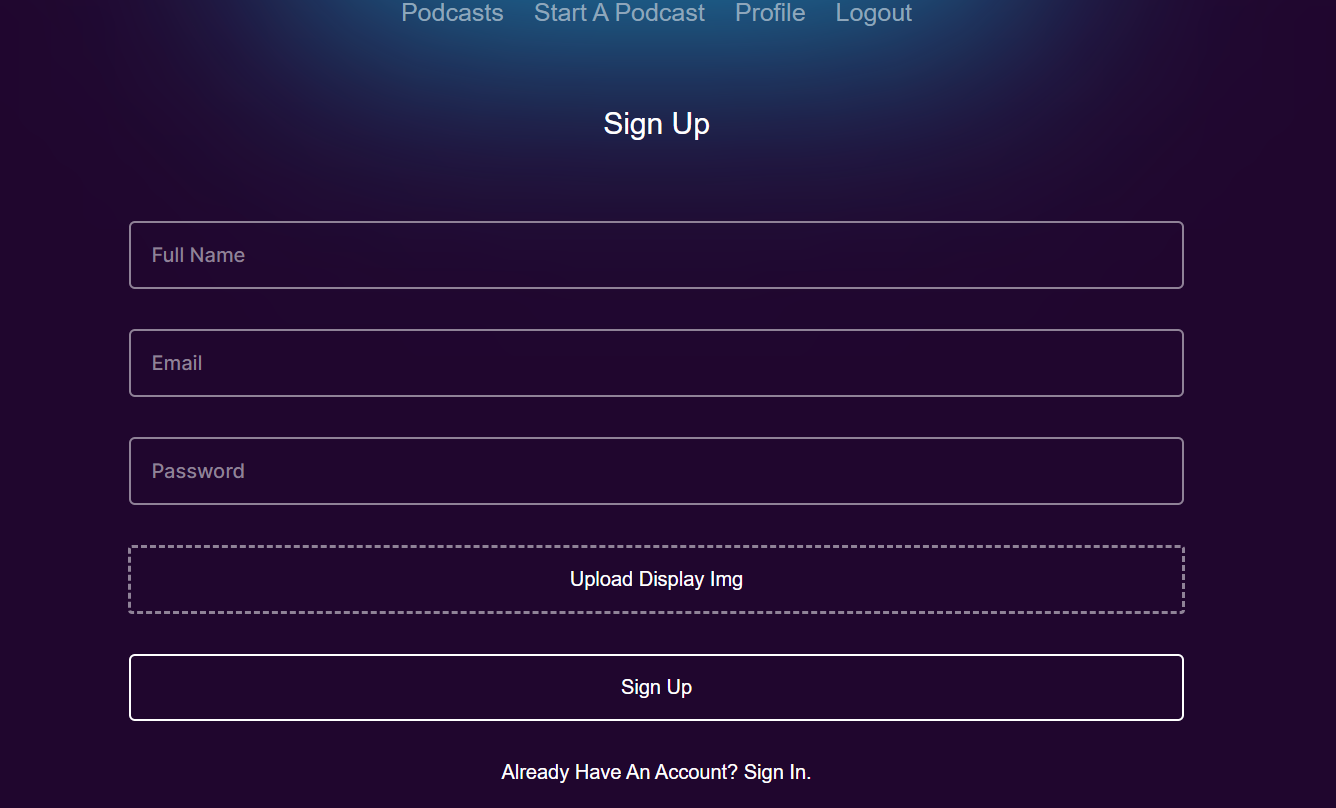 Podcasts Start A Podcast Profile Logout
Sign Up
Full Name
Email
Password
Upload Display Img
Sign Up
Already Have An Account? Sign In.